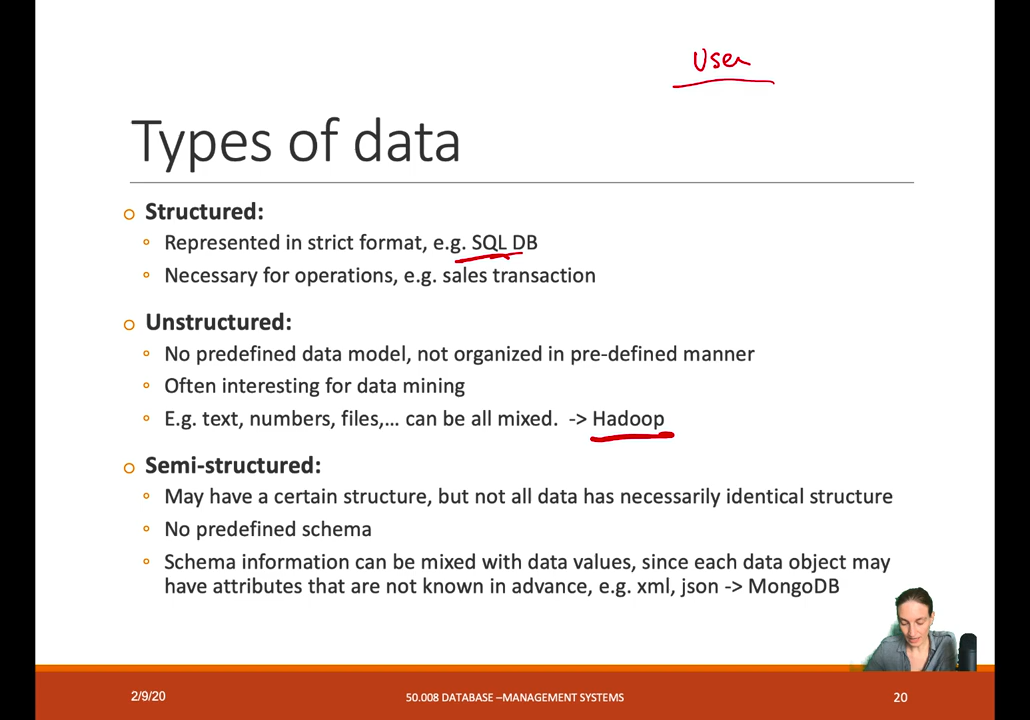 User
Types of data
Structured:
Represented in strict format, e.g. SQL DB
Necessary for operations, e.g. sales transaction
Unstructured:
No predefined data model, not organized in pre-defined manner
Often interesting for data mining
E.g. text, numbers, files,... can be all mixed. -> Hadoop
Semi-structured:
May have a certain structure, but not all data has necessarily identical structure
No predefined schema
Schema information can be mixed with data values, since each data object may
have attributes that are not known in advance, e.g. xml, json -> MongoDB
2/9/20
50.008 DATABASE –MANAGEMENT SYSTEMS
20